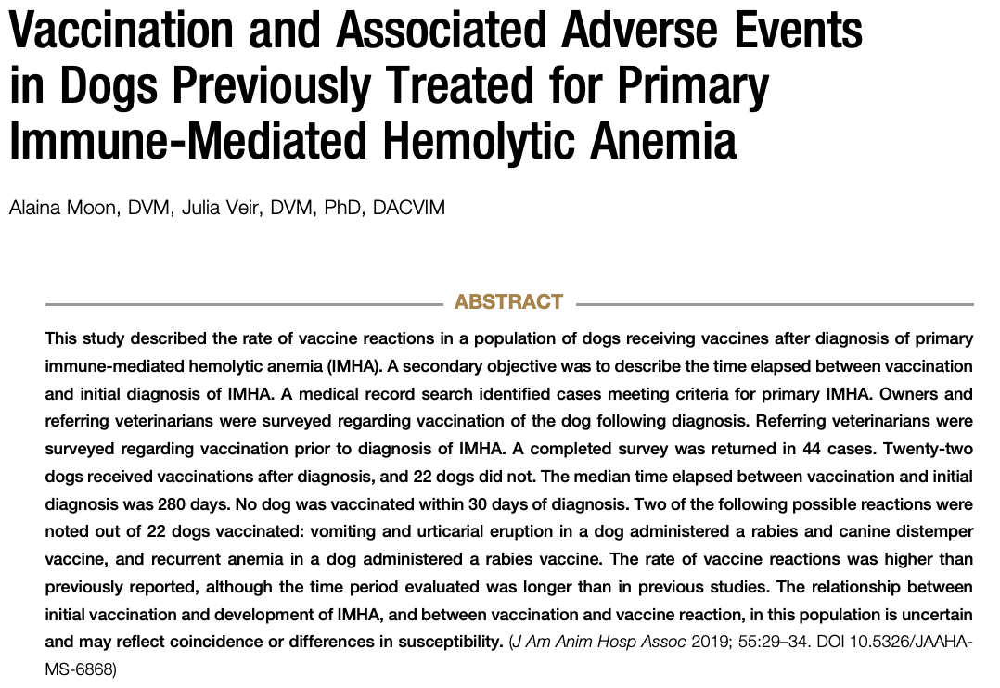 Vaccination and Associated Adverse Events
in Dogs Previously Treated for Primary
Immune-Mediated Hemolytic Anemia
Alaina Moon, DVM, Julia Veir, DVM, PhD, DACVIM
ABSTRACT
This study described the rate of vaccine reactions in a population of dogs receiving vaccines after diagnosis of primary
immune-mediated hemolytic anemia (IMHA). A secondary objective was to describe the time elapsed between vaccination
and initial diagnosis of IMHA. A medical record search identified cases meeting criteria for primary IMHA. Owners and
referring veterinarians were surveyed regarding vaccination of the dog following diagnosis. Referring veterinarians were
surveyed regarding vaccination prior to diagnosis of IMHA. A completed survey was returned in 44 cases. Twenty-two
dogs received vaccinations after diagnosis, and 22 dogs did not. The median time elapsed between vaccination and initial
diagnosis was 280 days. No dog was vaccinated within 30 days of diagnosis. Two of the following possible reactions were
noted out of 22 dogs vaccinated: vomiting and urticarial eruption in a dog administered a rabies and canine distemper
vaccine, and recurrent anemia in a dog administered a rabies vaccine. The rate of vaccine reactions was higher than
previously reported, although the time period evaluated was longer than in previous studies. The relationship between
initial vaccination and development of IMHA, and between vaccination and vaccine reaction, in this population is uncertain
and may reflect coincidence or differences in susceptibility. (J Am Anim Hosp Assoc 2019; 55:29–34. DOI 10.5326/JAAHA-
MS-6868)